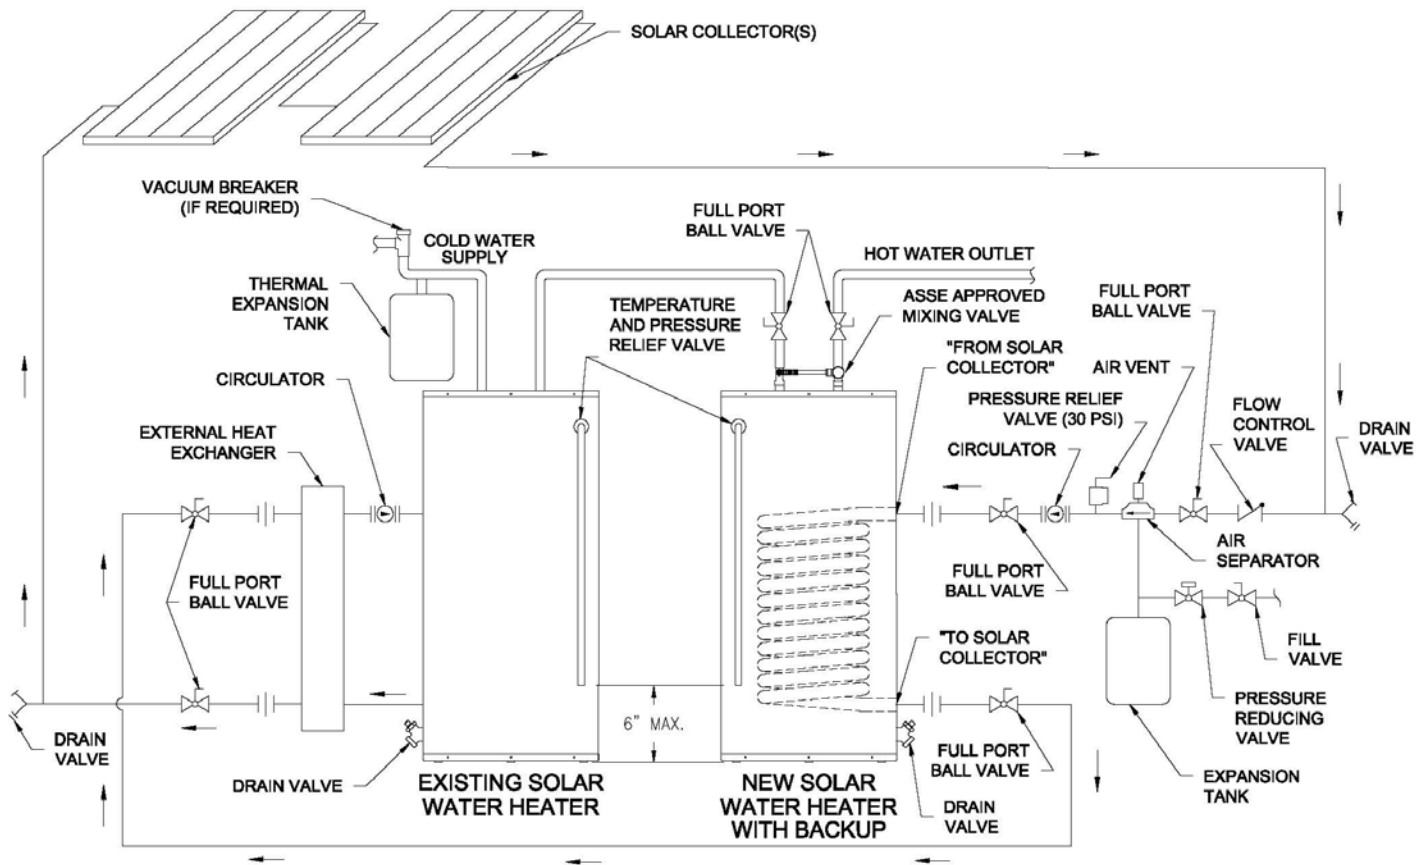 SOLAR COLLECTOR(S)
VACUUM BREAKER
(IF REQUIRED)
COLD WATER
SUPPLY
FULL PORT
BALL VALVE
HOT WATER OUTLET
THERMAL
EXPANSION
TANK
TEMPERATURE
AND PRESSURE
RELIEF VALVE
ASSE APPROVED
MIXING VALVE
FULL PORT
BALL VALVE
"FROM SOLAR
COLLECTOR"
AIR VENT
CIRCULATOR
PRESSURE RELIEF
VALVE (30 PSI)
FLOW
CONTROL
VALVE
DRAIN
VALVE
EXTERNAL HEAT
EXCHANGER
CIRCULATOR
AIR
SEPARATOR
FULL PORT
BALL VALVE
FULL PORT
BALL VALVE
"TO SOLAR
COLLECTOR"
FILL
VALVE
PRESSURE
REDUCING
VALVE
6" MAX.
DRAIN
VALVE
DRAIN VALVE
FULL PORT
BALL VALVE
EXPANSION
TANK
EXISTING SOLAR
WATER HEATER
NEW SOLAR
WATER HEATER
WITH BACKUP
DRAIN
VALVE